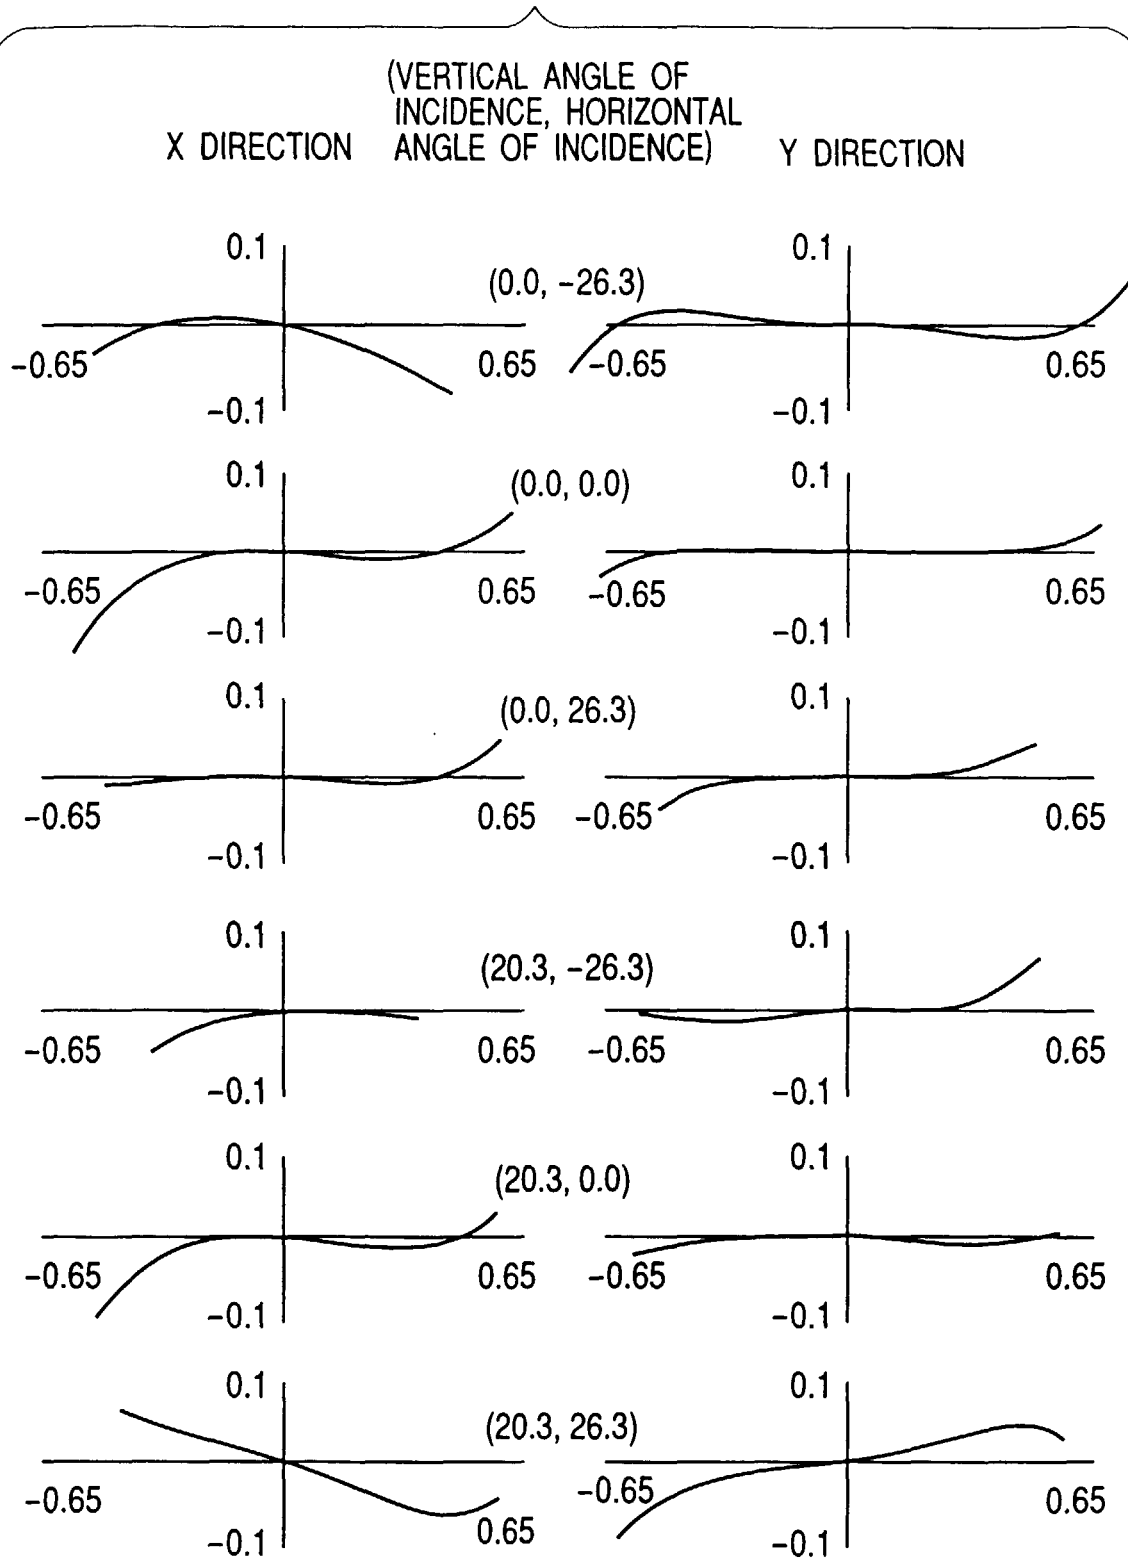 (VERTICAL ANGLE OF
INCIDENCE, HORIZONTAL
X DIRECTION ANGLE OF INCIDENCE) Y DIRECTION
0.1 (0.0, −26.3) 0.1
−0.65 0.65 −0.65 0.65
−0.1 −0.1
0.1 (0.0, 0.0) 0.1
−0.65 0.65 −0.65 0.65
−0.1 −0.1
0.1 (0.0, 26.3) 0.1
−0.65 0.65 −0.65 0.65
−0.1 −0.1
0.1 (20.3, −26.3) 0.1
−0.65 0.65 −0.65 0.65
−0.1 −0.1
0.1 (20.3, 0.0) 0.1
−0.65 0.65 −0.65 0.65
−0.1 −0.1
0.1 (20.3, 26.3) 0.1
−0.65 0.65 −0.65 0.65
−0.1 −0.1